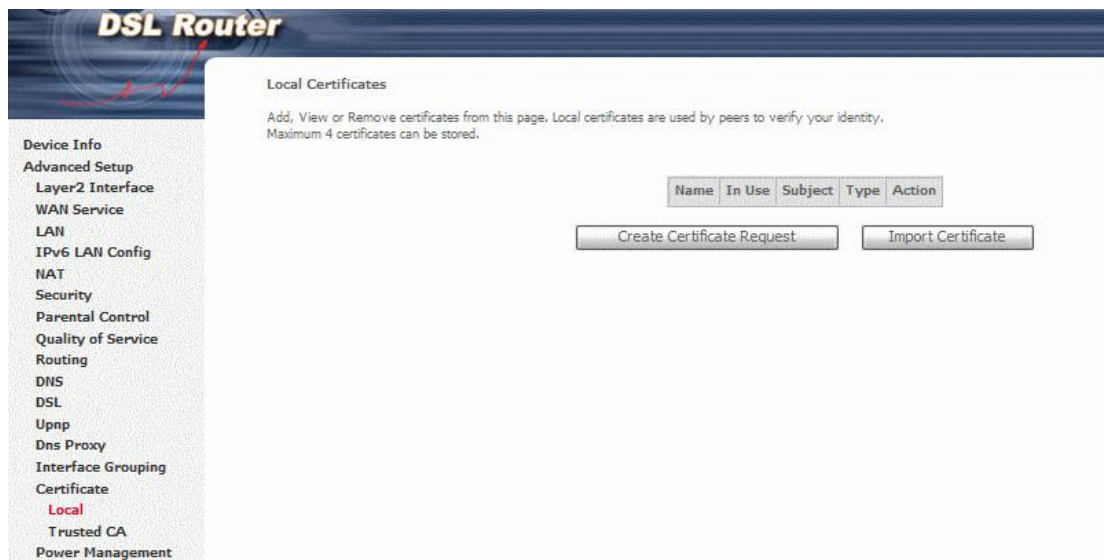 DSL Router
Local Certificates
Add, View or Remove certificates from this page. Local certificates are used by peers to verify your identity.
Maximum 4 certificates can be stored.
Name In Use Subject Type Action
Create Certificate Request Import Certificate
Device Info
Advanced Setup
Layer2 Interface
WAN Service
LAN
IPv6 LAN Config
NAT
Security
Parental Control
Quality of Service
Routing
DNS
DSL
Upnp
Dns Proxy
Interface Grouping
Certificate
Local
Trusted CA
Power Management